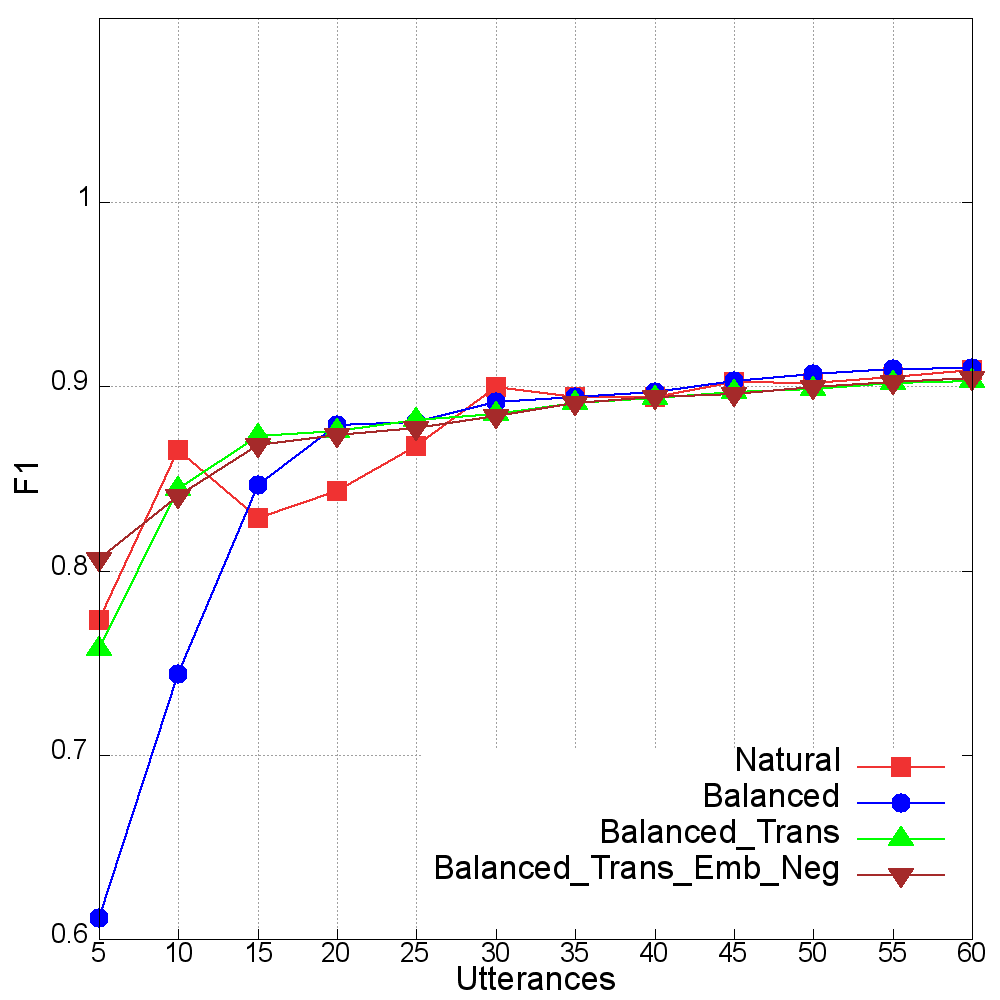 1
0.9
0.8
0.7
0.6
F1
5 10 15 20 25 30 35 40 45 50 55 60
Utterances
Natural
Balanced
Balanced_Trans
Balanced_Trans_Emb_Neg